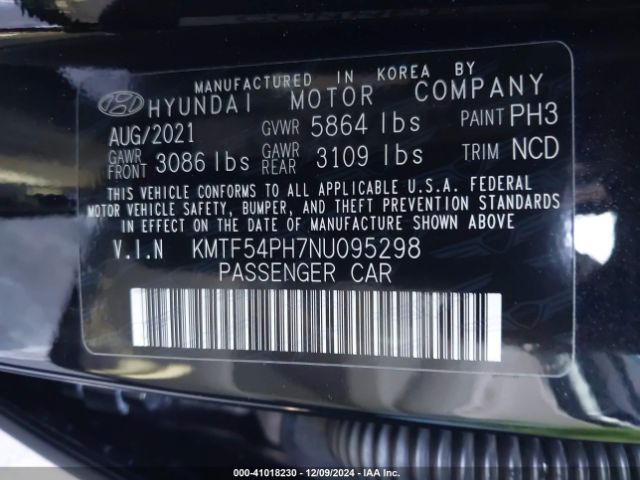 MANUFACTURED IN KOREA BY
HYUNDAI MOTOR COMPANY
AUG/2021 GVWR 5864 lbs PAINT PH3
GAWR FRONT 3086 lbs GAWR REAR 3109 lbs TRIM NCD
THIS VEHICLE CONFORMS TO ALL APPLICABLE U.S.A. FEDERAL
MOTOR VEHICLE SAFETY, BUMPER, AND THEFT PREVENTION STANDARDS
IN EFFECT ON THE DATE OF MANUFACTURE SHOWN ABOVE
V.I.N KMTF54PH7NU095298
PASSENGER CAR
000-41018230 - 12/09/2024 - IAA Inc.